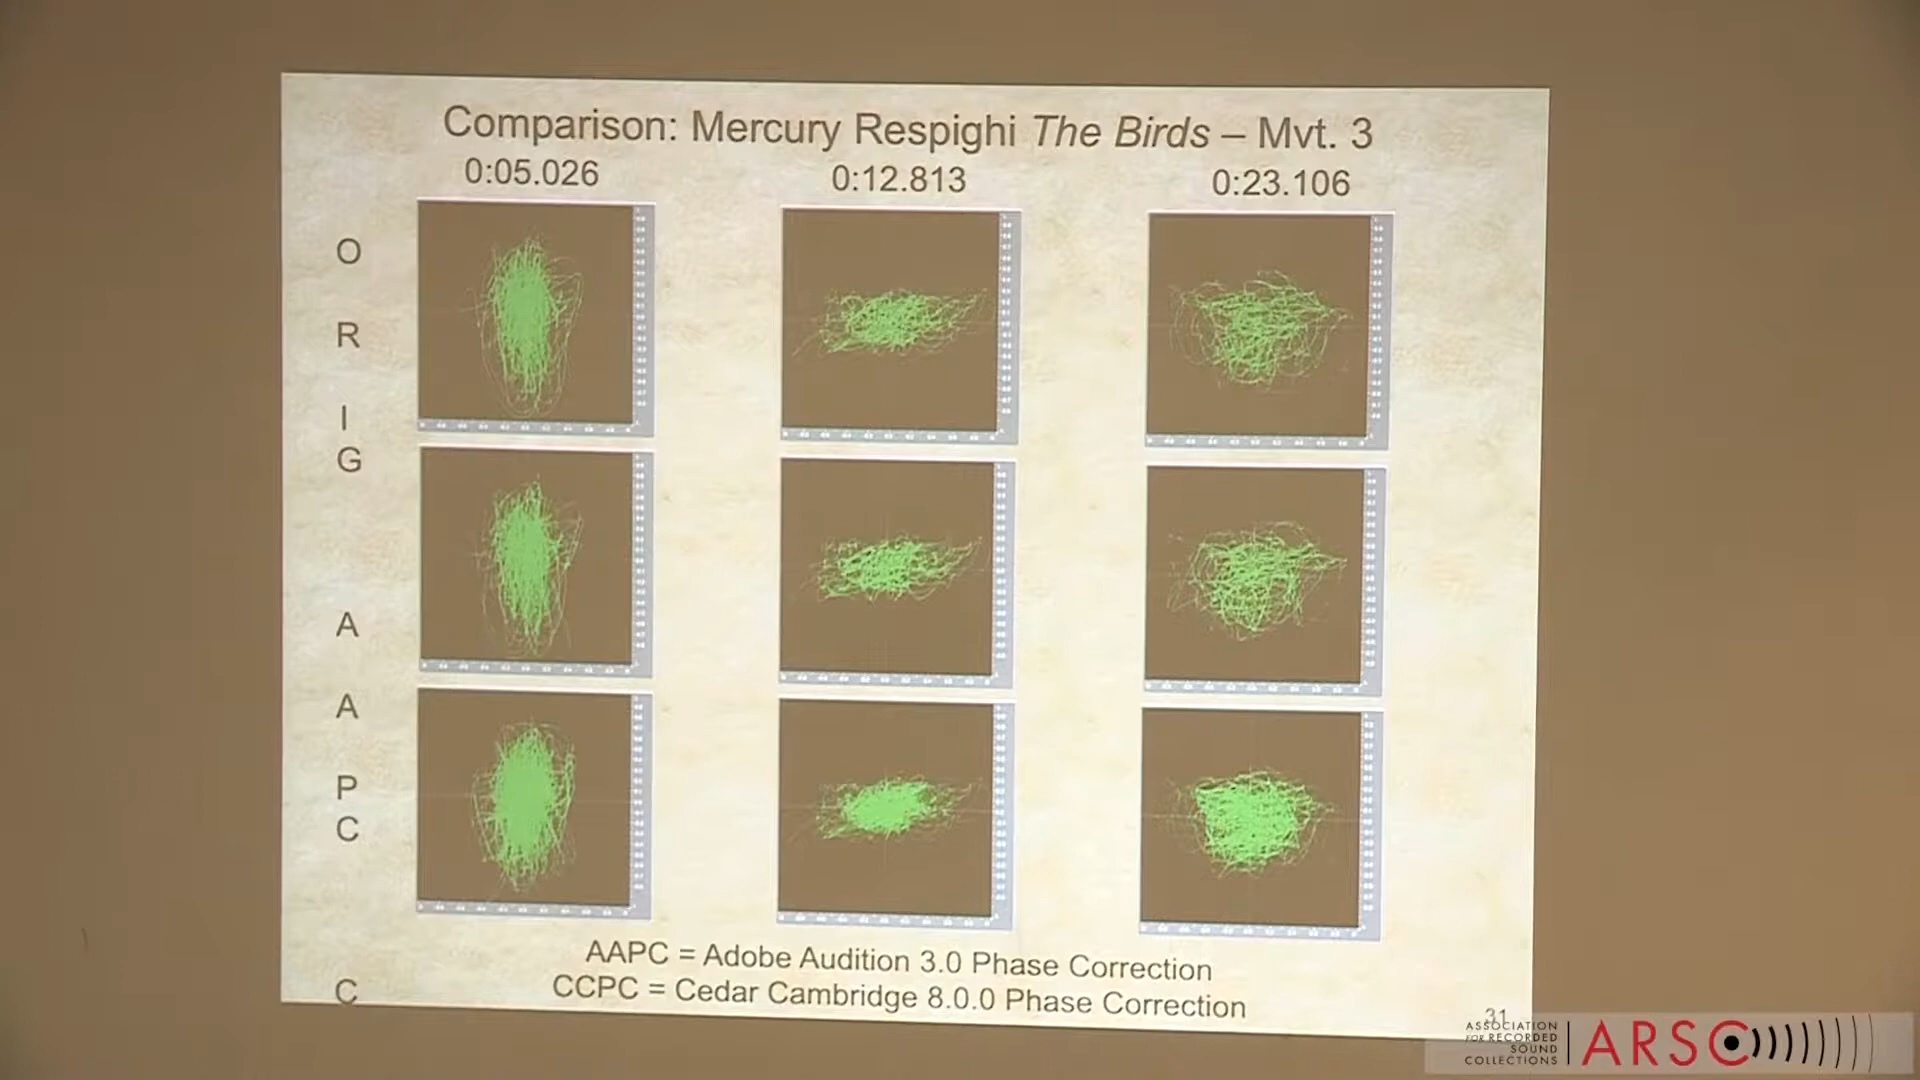 Comparison: Mercury Respighi The Birds – Mvt. 3
0:05.026 0:12.813 0:23.106
O
R
I
G
A
A
P
C
C
AAPC = Adobe Audition 3.0 Phase Correction
CCPC = Cedar Cambridge 8.0.0 Phase Correction
31
ASSOCIATION
FOR RECORDED
SOUND
COLLECTIONS
ARSC